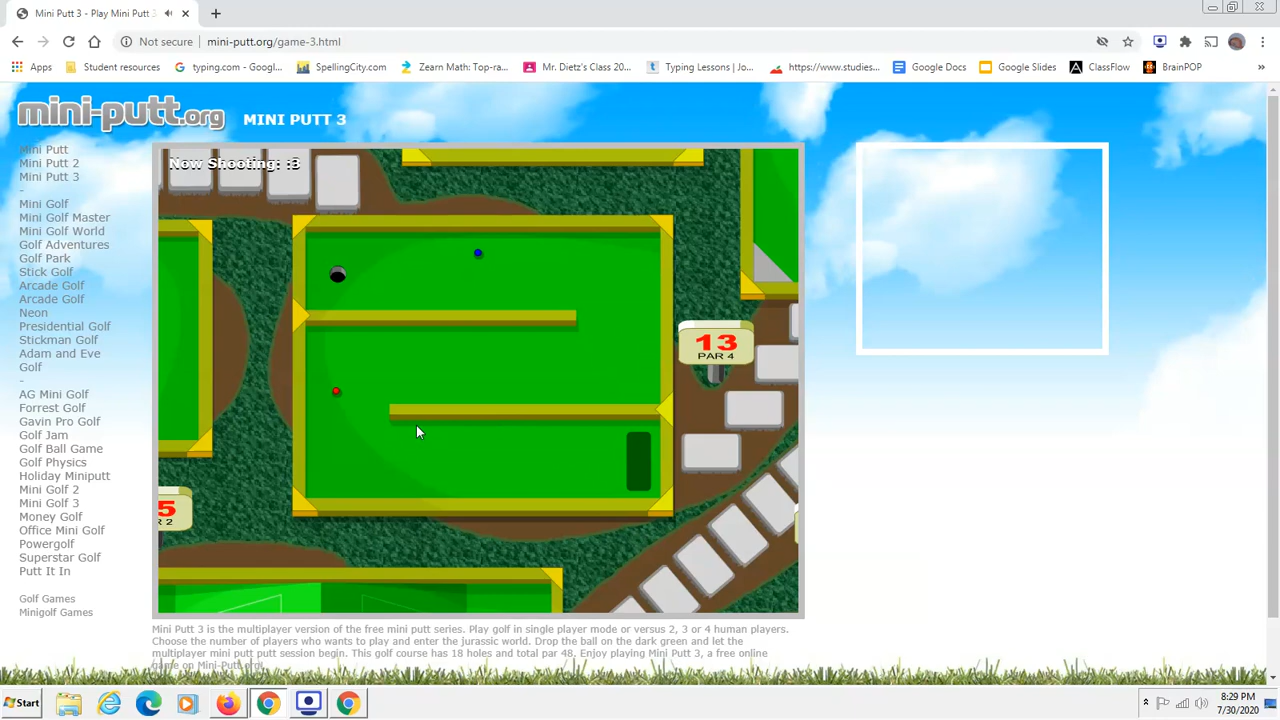 Mini Putt 3 - Play Mini Putt 3
Not secure | mini-putt.org/game-3.html
Apps
Student resources
typing.com - Googl...
SpellingCity.com
Zearn Math: Top-ra...
Mr. Dietz's Class 20...
Typing Lessons | Jo...
https://www.studies...
Google Docs
Google Slides
ClassFlow
BrainPOP
»
mini-putt.org
MINI PUTT 3
Mini Putt
Mini Putt 2
Mini Putt 3
-
Mini Golf
Mini Golf Master
Mini Golf World
Golf Adventures
Golf Park
Stick Golf
Arcade Golf
Arcade Golf
Neon
Presidential Golf
Stickman Golf
Adam and Eve
Golf
-
AG Mini Golf
Forrest Golf
Gavin Pro Golf
Golf Jam
Golf Ball Game
Golf Physics
Holiday Miniputt
Mini Golf 2
Mini Golf 3
Money Golf
Office Mini Golf
Powergolf
Superstar Golf
Putt It In
Golf Games
Minigolf Games
Now Shooting: :3
13
PAR 4
5
R 2
Mini Putt 3 is the multiplayer version of the free mini putt series. Play golf in single player mode or versus 2, 3 or 4 human players.
Choose the number of players who wants to play and enter the jurassic world. Drop the ball on the dark green and let the
multiplayer mini putt putt session begin. This golf course has 18 holes and total par 48. Enjoy playing Mini Putt 3, a free online
game on Mini-Putt.org!
Start
8:29 PM
7/30/2020